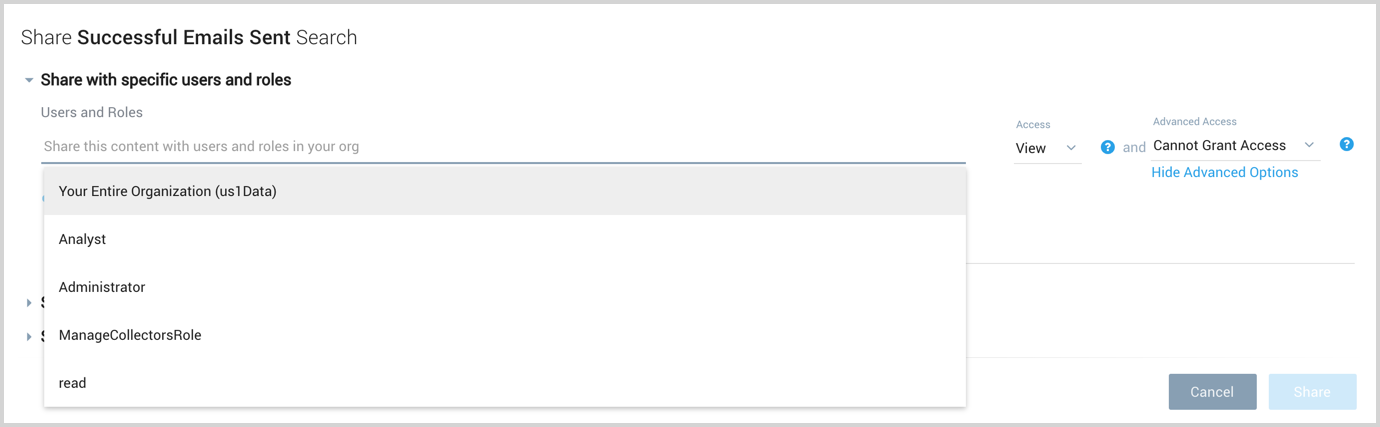 Share Successful Emails Sent Search
Share with specific users and roles
Users and Roles
Share this content with users and roles in your org
Access
View
? and
Advanced Access
Cannot Grant Access
?
Hide Advanced Options
Your Entire Organization (us1Data)
Analyst
Administrator
ManageCollectorsRole
read
Cancel
Share